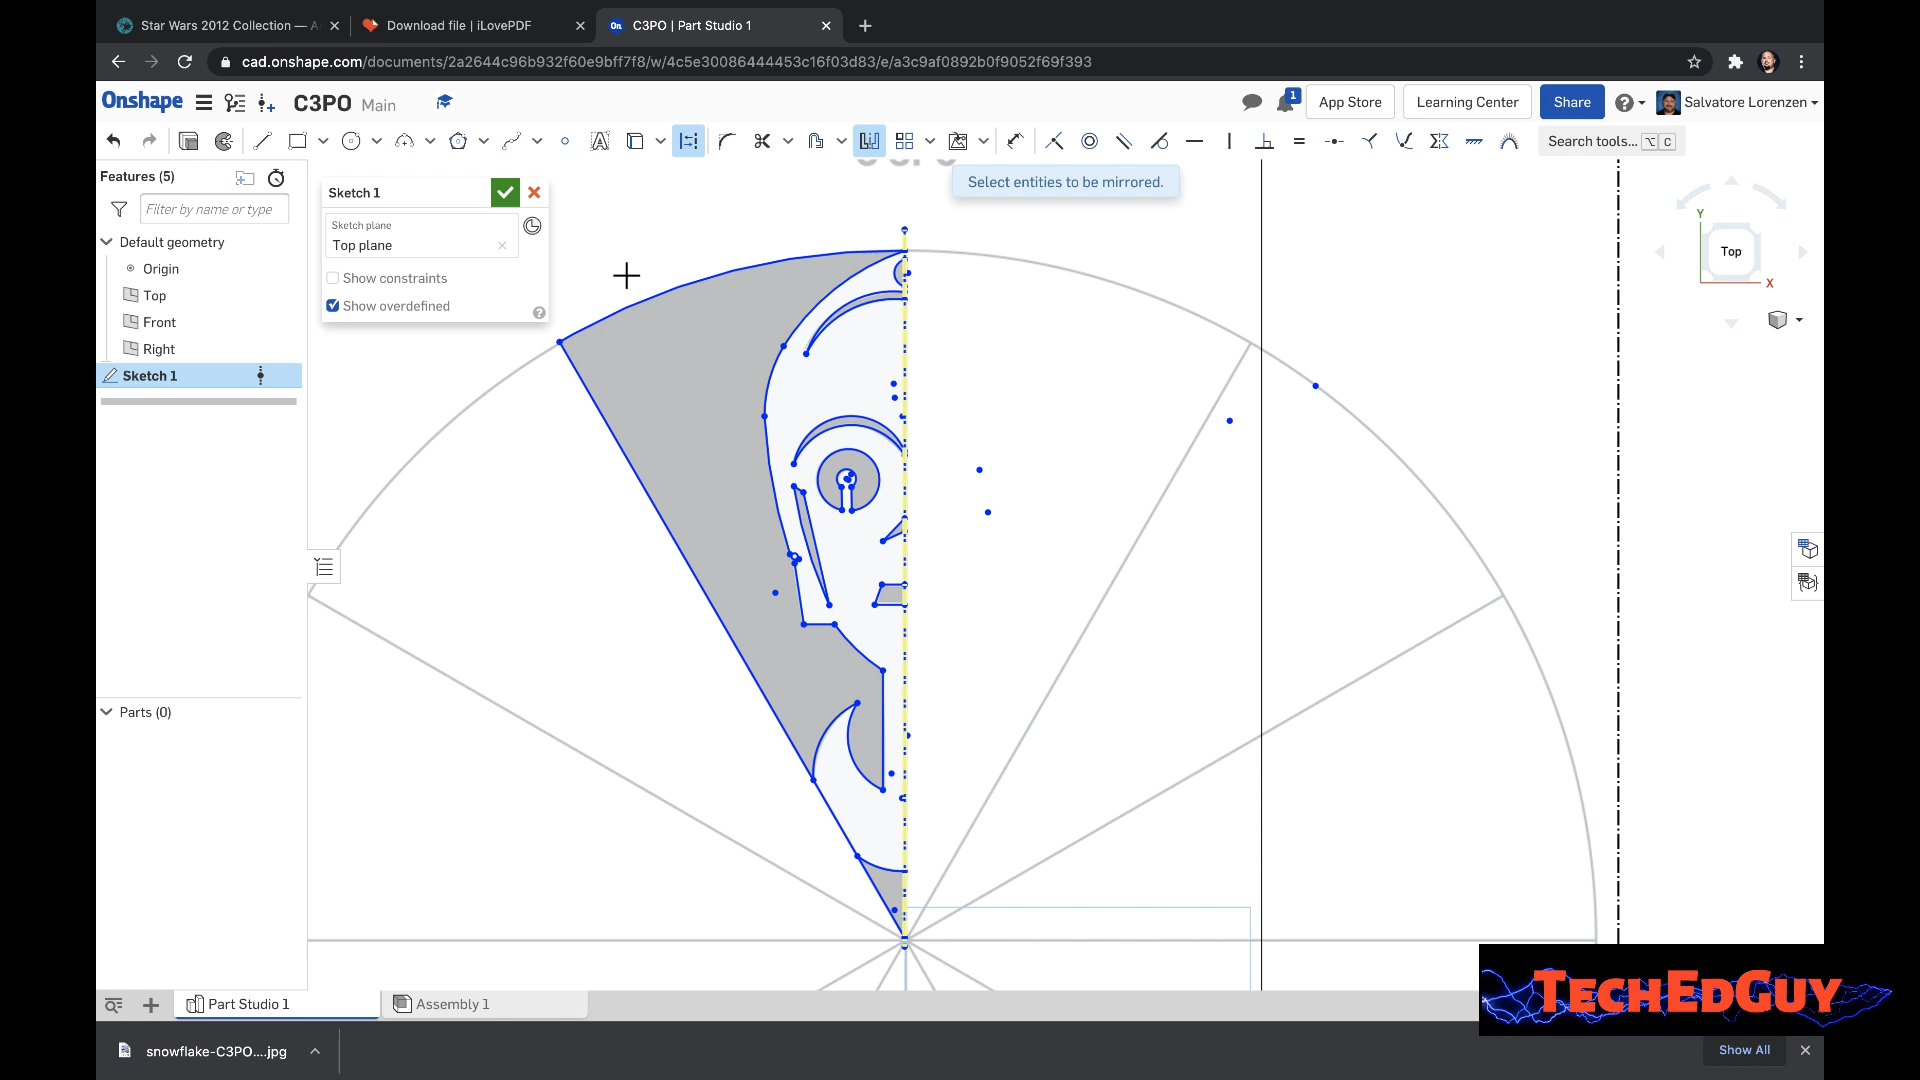 Star Wars 2012 Collection — A
Download file | iLovePDF
On C3PO | Part Studio 1
cad.onshape.com/documents/2a2644c96b932f60e9bff7f8/w/4c5e30086444453c16f03d83/e/a3c9af0892b0f9052f69f393
Onshape C3PO Main
1 App Store Learning Center Share Salvatore Lorenzen
Search tools... ⌥ C
Features (5)
Filter by name or type
Default geometry
Origin
Top
Front
Right
Sketch 1
Parts (0)
Sketch 1
Sketch plane
Top plane
Show constraints
Show overdefined
Select entities to be mirrored.
Y
Top
X
Part Studio 1
Assembly 1
TechEdGuy
snowflake-C3PO....jpg
Show All